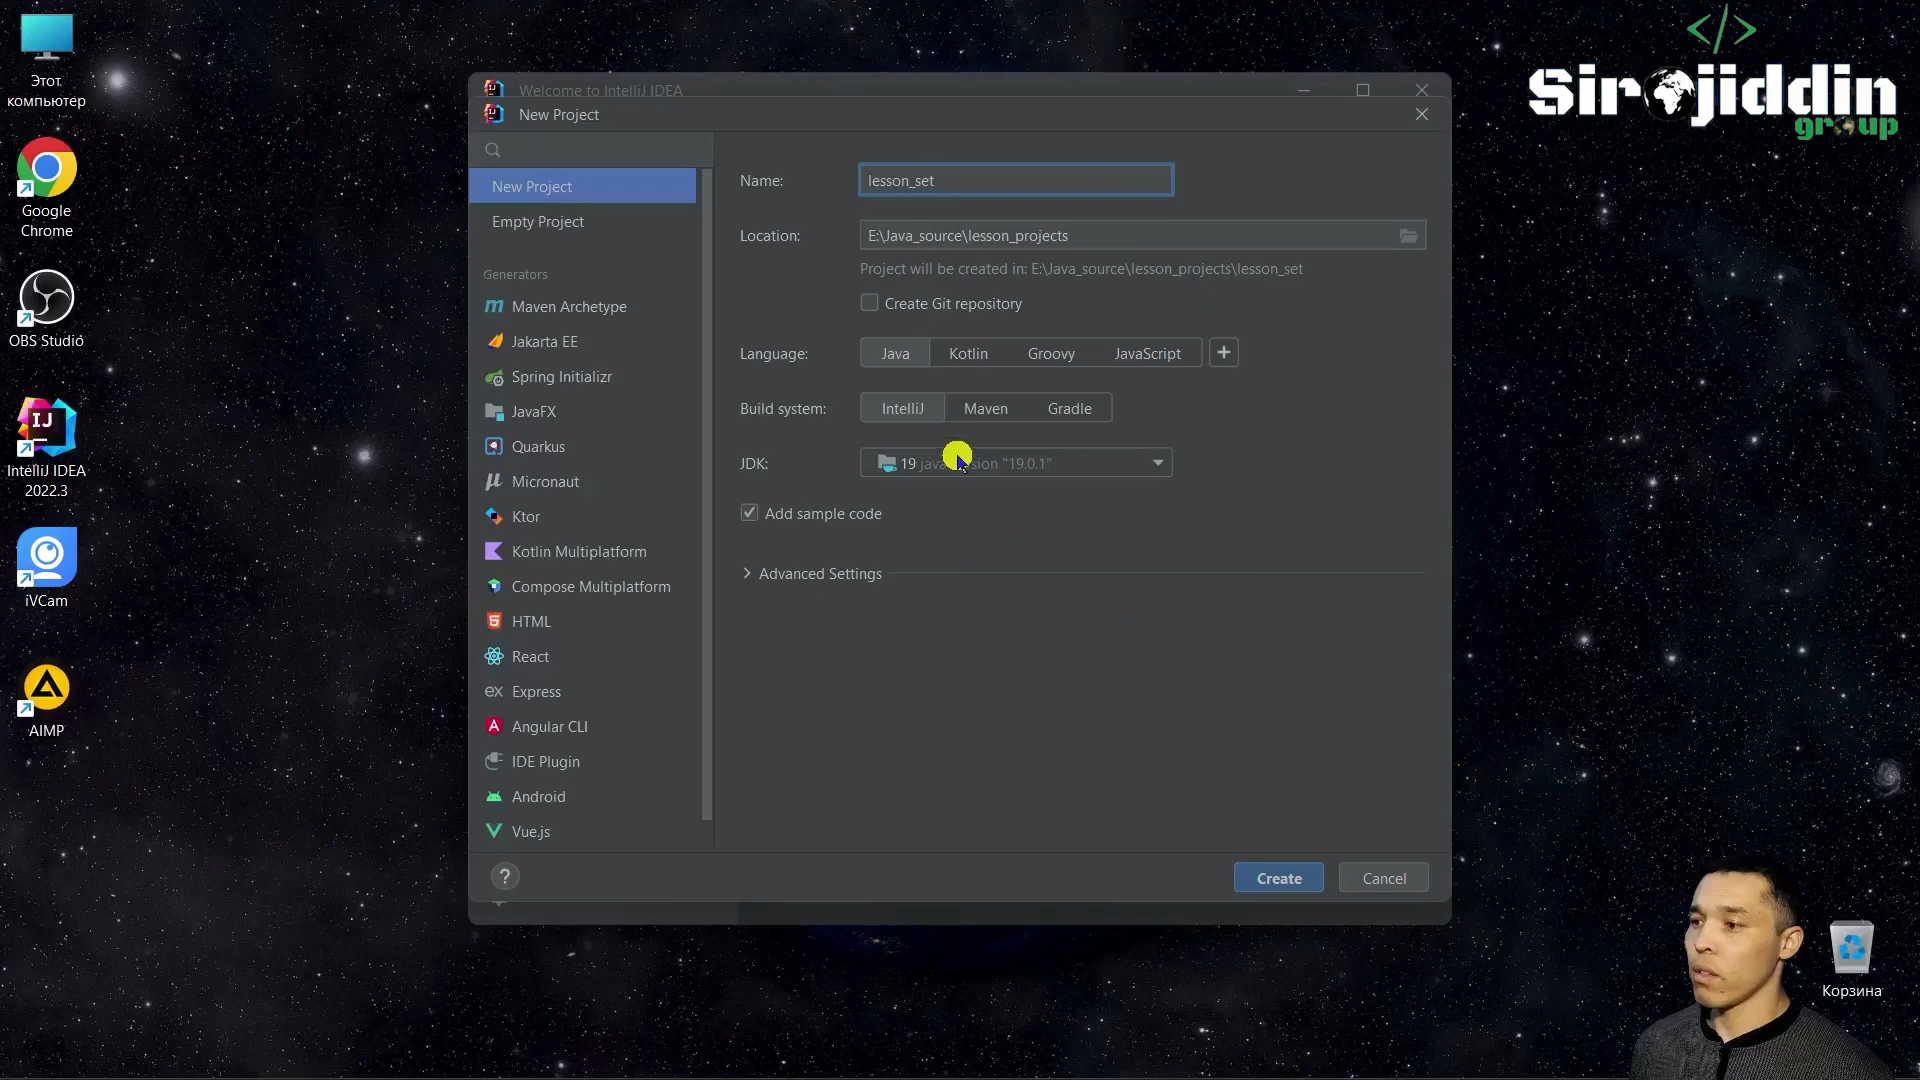 Этот
компьютер
Google
Chrome
OBS Studio
IntelliJ IDEA
2022.3
iVCam
AIMP
Welcome to IntelliJ IDEA
New Project
New Project
Empty Project
Generators
Maven Archetype
Jakarta EE
Spring Initializr
JavaFX
Quarkus
Micronaut
Ktor
Kotlin Multiplatform
Compose Multiplatform
HTML
React
Express
Angular CLI
IDE Plugin
Android
Vue.js
Name: lesson_set
Location: E:\Java_source\lesson_projects
Project will be created in: E:\Java_source\lesson_projects\lesson_set
Create Git repository
Language: Java Kotlin Groovy JavaScript +
Build system: IntelliJ Maven Gradle
JDK: 19 java "19.0.1"
Add sample code
Advanced Settings
? Create Cancel
</> 
Sirojiddin
group
Корзина